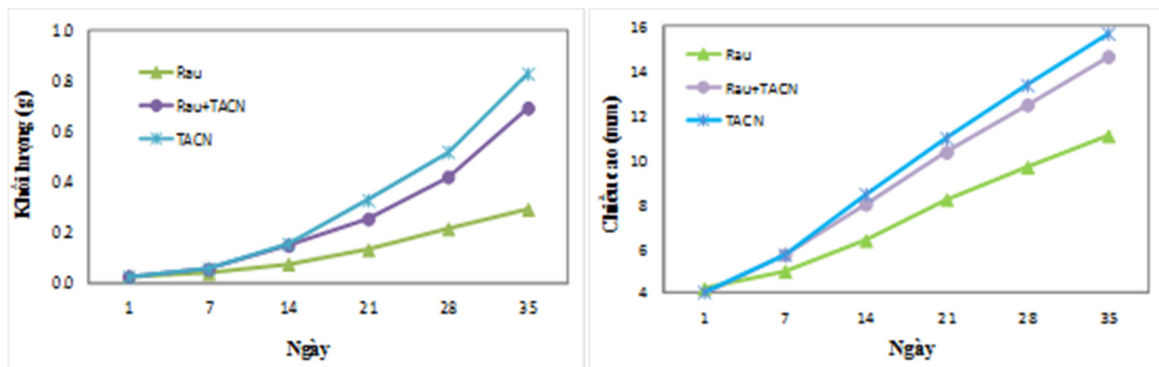 1.0
0.8
0.6
0.4
0.2
0.0
Khối lượng (g)
Rau
Rau+TACN
TACN
1 7 14 21 28 35
Ngày
16
14
12
10
8
6
4
Chiều cao (mm)
Rau
Rau+TACN
TACN
1 7 14 21 28 35
Ngày